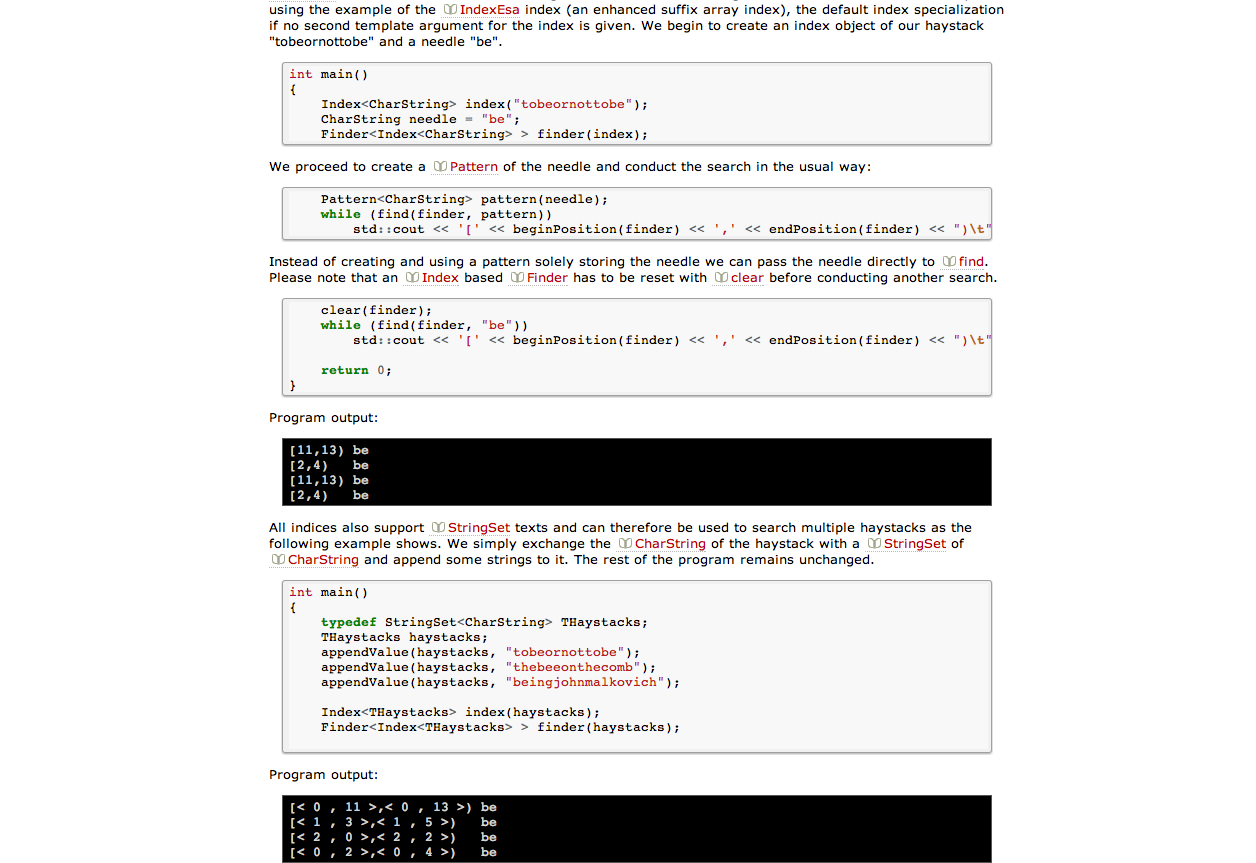 using the example of the IndexEsa index (an enhanced suffix array index), the default index specialization
if no second template argument for the index is given. We begin to create an index object of our haystack
"tobeornottobe" and a needle "be".
int main()
{
    Index<CharString> index("tobeornottobe");
    CharString needle = "be";
    Finder<Index<CharString> > finder(index);
We proceed to create a Pattern of the needle and conduct the search in the usual way:
    Pattern<CharString> pattern(needle);
    while (find(finder, pattern))
        std::cout << '[' << beginPosition(finder) << ',' << endPosition(finder) << ")\t"
Instead of creating and using a pattern solely storing the needle we can pass the needle directly to find.
Please note that an Index based Finder has to be reset with clear before conducting another search.
    clear(finder);
    while (find(finder, "be"))
        std::cout << '[' << beginPosition(finder) << ',' << endPosition(finder) << ")\t"
    return 0;
}
Program output:
[11,13) be
[2,4)   be
[11,13) be
[2,4)   be
All indices also support StringSet texts and can therefore be used to search multiple haystacks as the
following example shows. We simply exchange the CharString of the haystack with a StringSet of
CharString and append some strings to it. The rest of the program remains unchanged.
int main()
{
    typedef StringSet<CharString> THaystacks;
    THaystacks haystacks;
    appendValue(haystacks, "tobeornottobe");
    appendValue(haystacks, "thebeeonthecomb");
    appendValue(haystacks, "beingjohnmalkovich");
    Index<THaystacks> index(haystacks);
    Finder<Index<THaystacks> > finder(haystacks);
Program output:
[< 0 , 11 >,< 0 , 13 >) be
[< 1 , 3 >,< 1 , 5 >)   be
[< 2 , 0 >,< 2 , 2 >)   be
[< 0 , 2 >,< 0 , 4 >)   be